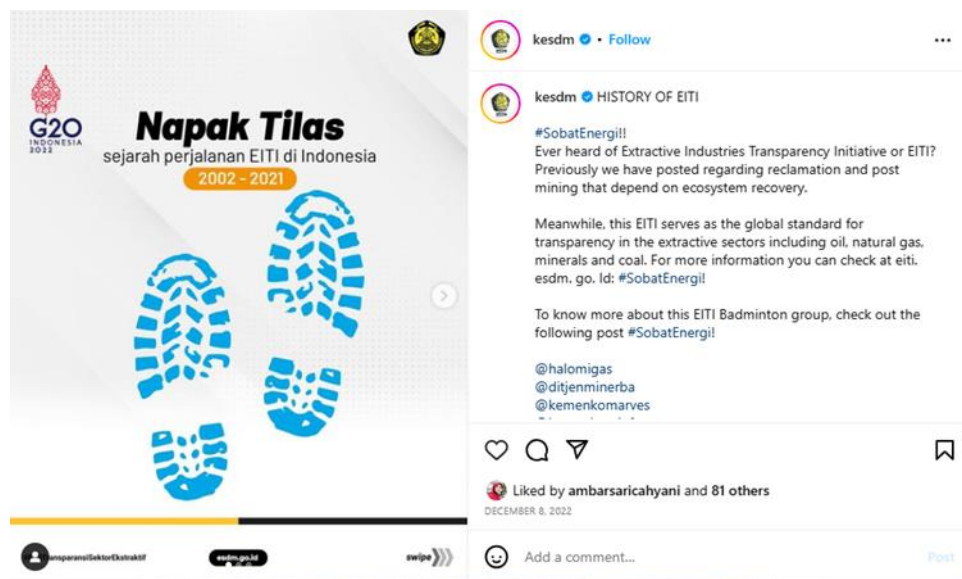 G20
INDONESIA
2022
Napak Tilas
sejarah perjalanan EITI di Indonesia
2002 - 2021
ansparansiSektorEkstraktif
esdm.go.id
swipe
kesdm • Follow
kesdm HISTORY OF EITI
#SobatEnergi!!
Ever heard of Extractive Industries Transparency Initiative or EITI?
Previously we have posted regarding reclamation and post
mining that depend on ecosystem recovery.
Meanwhile, this EITI serves as the global standard for
transparency in the extractive sectors including oil, natural gas,
minerals and coal. For more information you can check at eiti.
esdm. go. Id: #SobatEnergi!
To know more about this EITI Badminton group, check out the
following post #SobatEnergi!
@halomigas
@ditjenminerba
@kemenkomarves
Liked by ambarsaricahyani and 81 others
DECEMBER 8, 2022
Add a comment...
Post